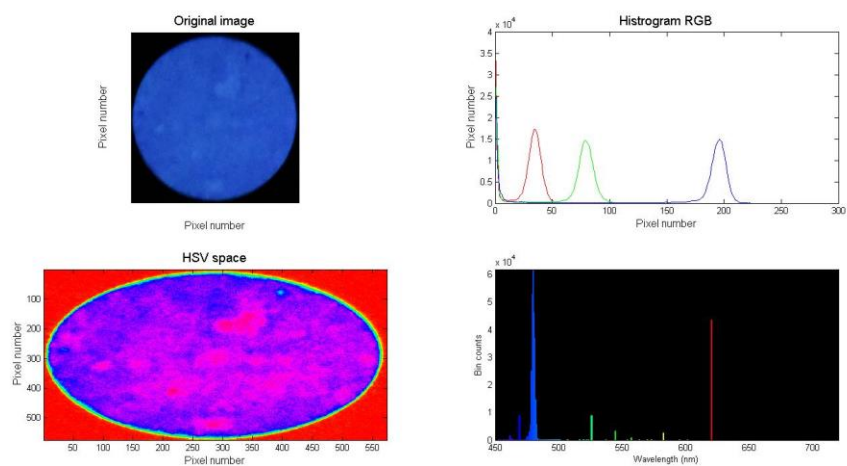 Original image
Pixel number
Pixel number
Histrogram RGB
x 10^4
4
3.5
3
2.5
2
1.5
1
0.5
0
0 50 100 150 200 250 300
Pixel number
Pixel number
HSV space
100
200
300
400
500
Pixel number
50 100 150 200 250 300 350 400 450 500 550
Pixel number
x 10^4
6
5
4
3
2
1
0
Bin counts
450 500 550 600 650 700
Wavelength (nm)